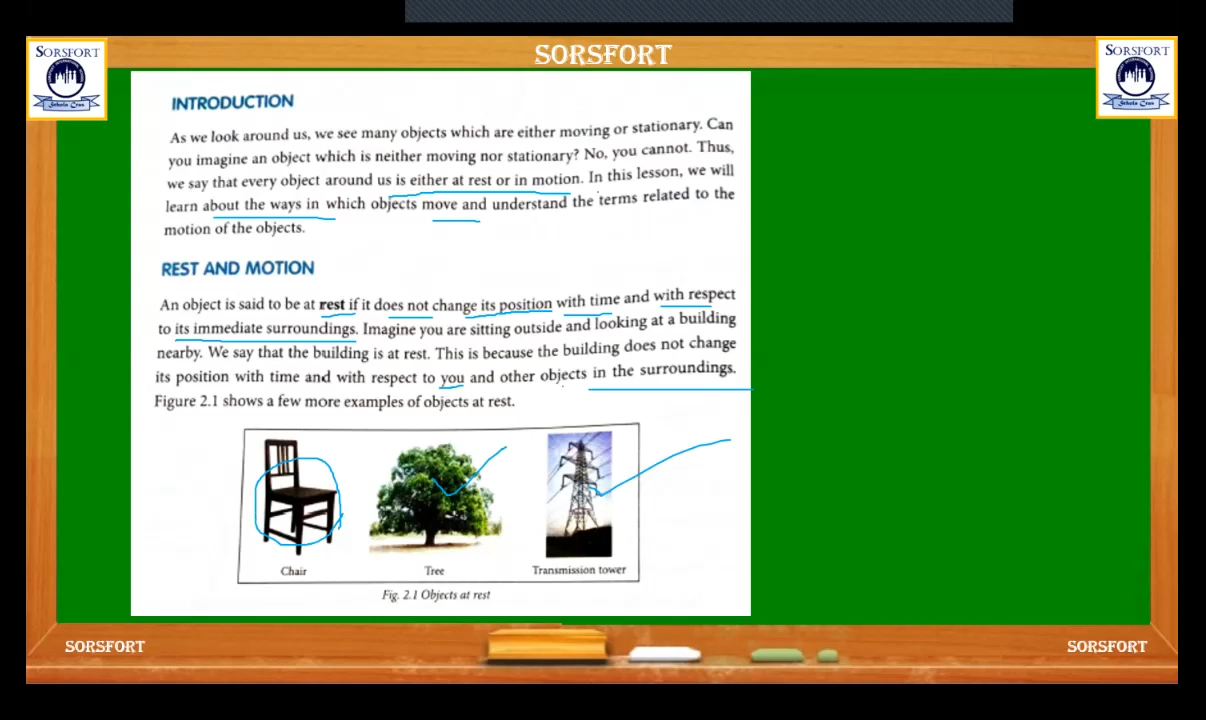 SORSFORT
SORSFORT
Schola Crux
SORSFORT
Schola Crux
INTRODUCTION
As we look around us, we see many objects which are either moving or stationary. Can
you imagine an object which is neither moving nor stationary? No, you cannot. Thus,
we say that every object around us is either at rest or in motion. In this lesson, we will
learn about the ways in which objects move and understand the terms related to the
motion of the objects.
REST AND MOTION
An object is said to be at rest if it does not change its position with time and with respect
to its immediate surroundings. Imagine you are sitting outside and looking at a building
nearby. We say that the building is at rest. This is because the building does not change
its position with time and with respect to you and other objects in the surroundings.
Figure 2.1 shows a few more examples of objects at rest.
Chair
Tree
Transmission tower
Fig. 2.1 Objects at rest
SORSFORT
SORSFORT